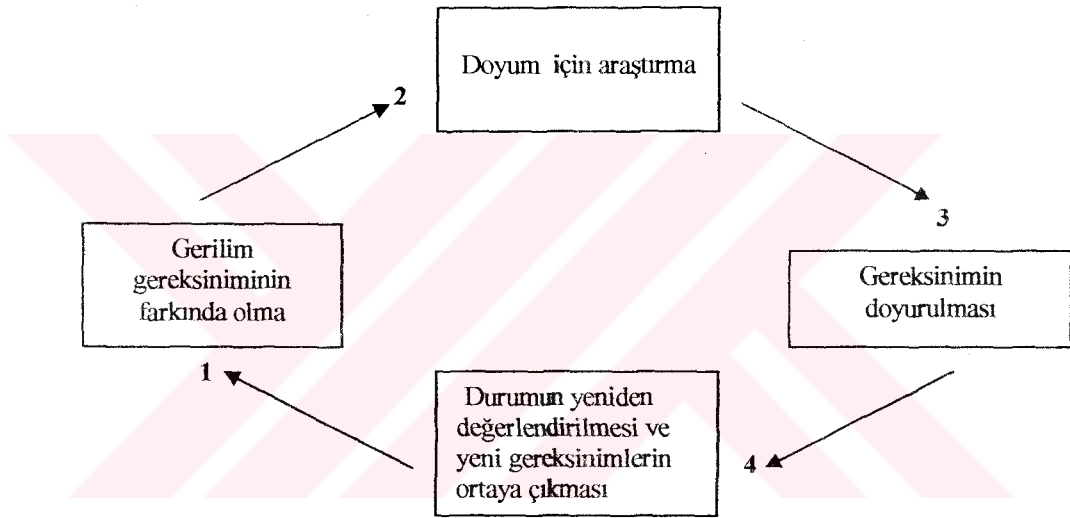 Doyum için araştırma
2
3
Gerilim
gereksiniminin
farkında olma
Gereksinimin
doyurulması
1
Durumun yeniden
değerlendirilmesi ve
yeni gereksinimlerin
ortaya çıkması
4